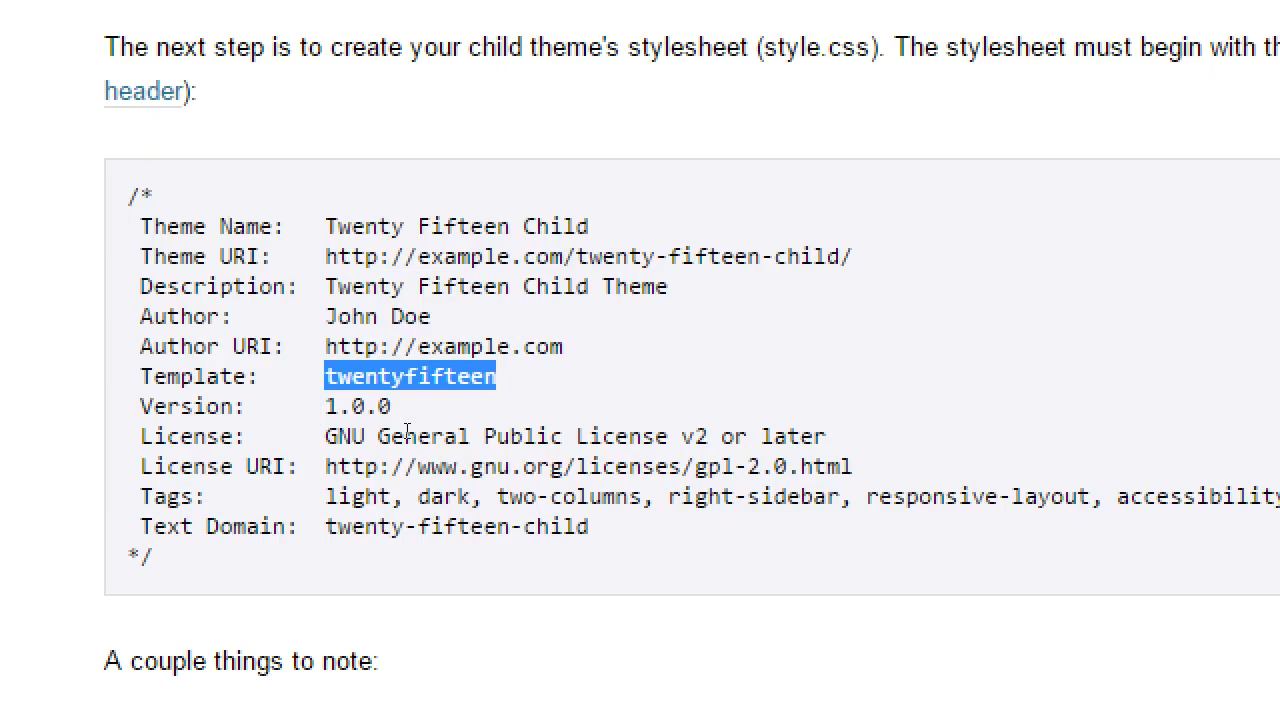 The next step is to create your child theme's stylesheet (style.css). The stylesheet must begin with
header):
/*
Theme Name: Twenty Fifteen Child
Theme URI: http://example.com/twenty-fifteen-child/
Description: Twenty Fifteen Child Theme
Author: John Doe
Author URI: http://example.com
Template: twentyfifteen
Version: 1.0.0
License: GNU General Public License v2 or later
License URI: http://www.gnu.org/licenses/gpl-2.0.html
Tags: light, dark, two-columns, right-sidebar, responsive-layout, accessibility
Text Domain: twenty-fifteen-child
*/
A couple things to note: